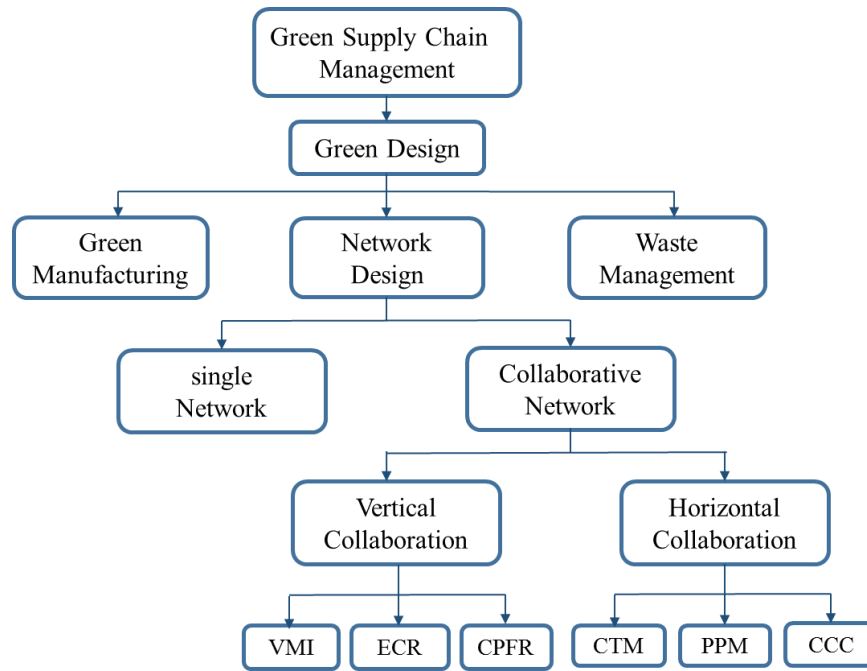 Green Supply Chain
Management
Green Design
Green
Manufacturing
Network
Design
Waste
Management
single
Network
Collaborative
Network
Vertical
Collaboration
Horizontal
Collaboration
VMI
ECR
CPFR
CTM
PPM
CCC